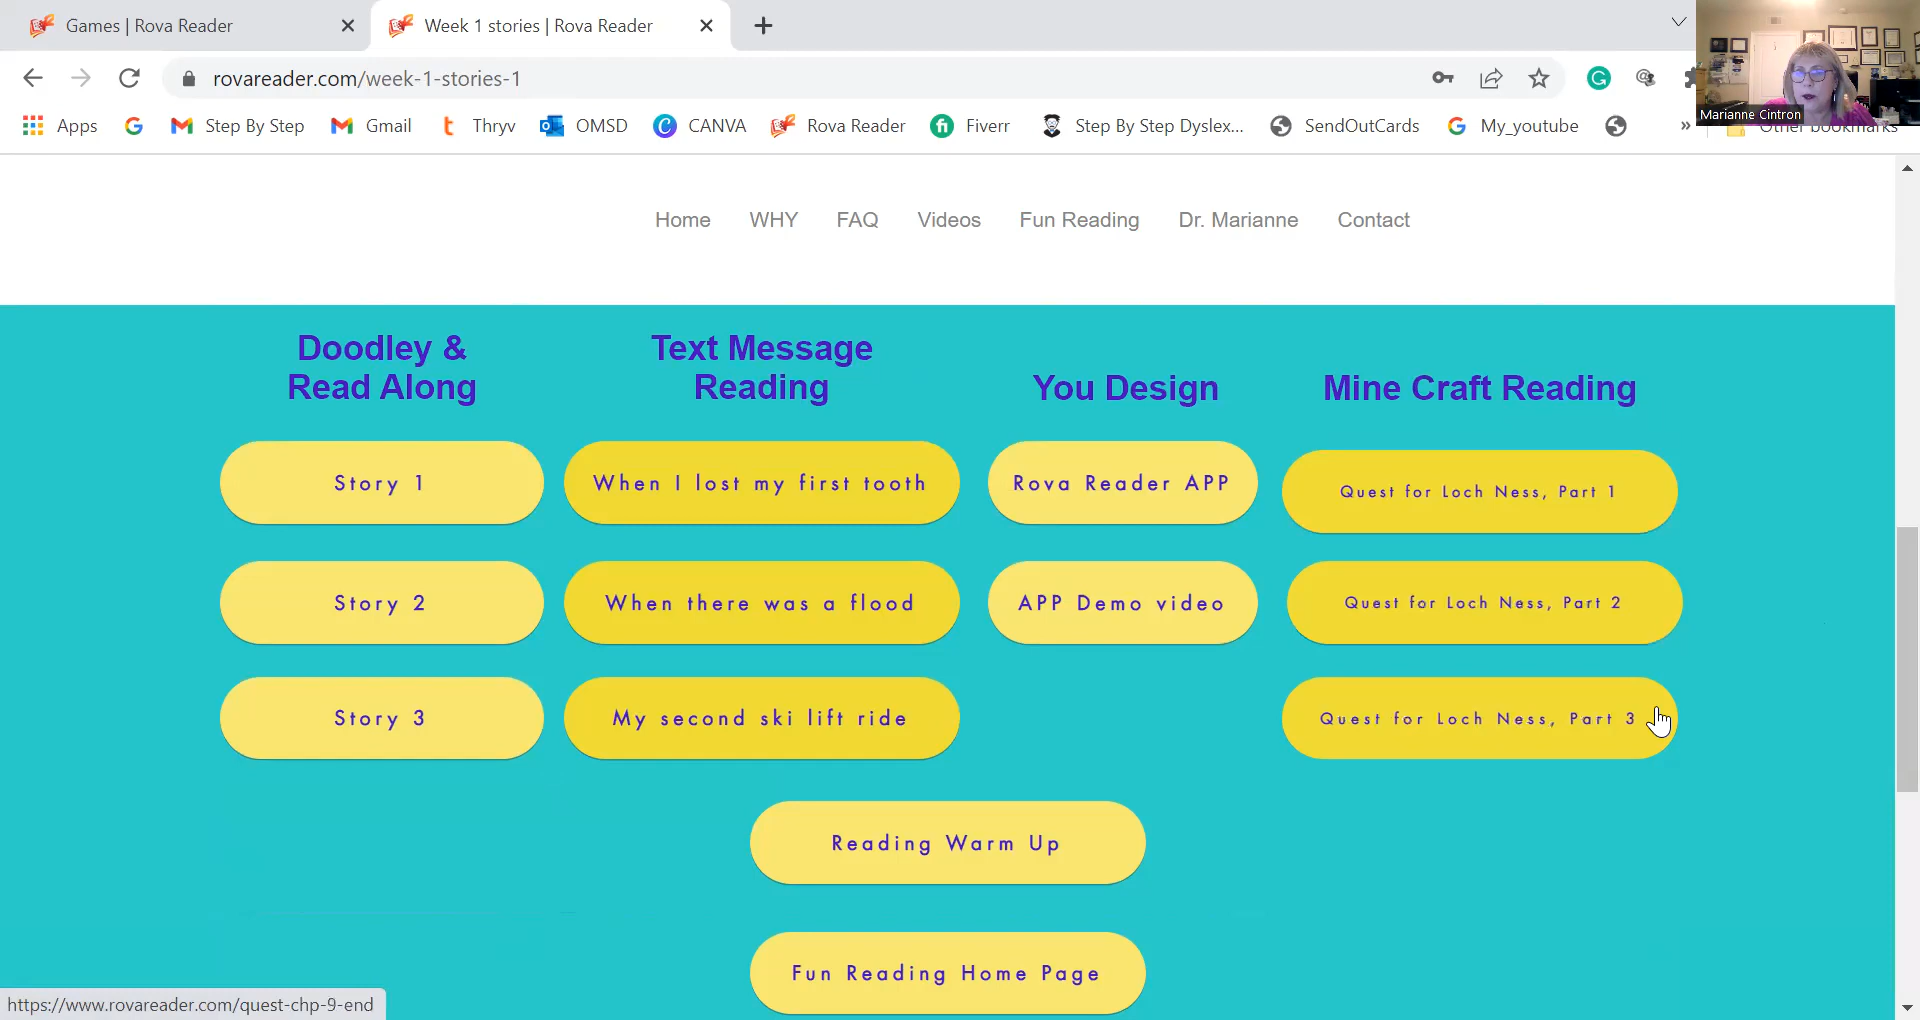 Games | Rova Reader
Week 1 stories | Rova Reader
rovareader.com/week-1-stories-1
Apps
Step By Step
Gmail
Thryv
OMSD
CANVA
Rova Reader
Fiverr
Step By Step Dyslex...
SendOutCards
My_youtube
Other bookmarks
Marianne Cintron
Home WHY FAQ Videos Fun Reading Dr. Marianne Contact
Doodley &
Read Along
Story 1
Story 2
Story 3
Text Message
Reading
When I lost my first tooth
When there was a flood
My second ski lift ride
You Design
Rova Reader APP
APP Demo video
Mine Craft Reading
Quest for Loch Ness, Part 1
Quest for Loch Ness, Part 2
Quest for Loch Ness, Part 3
Reading Warm Up
Fun Reading Home Page
https://www.rovareader.com/quest-chp-9-end